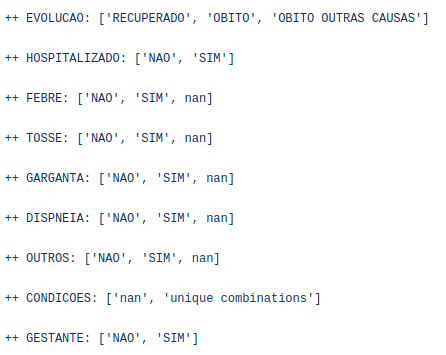 ++ EVOLUCAO: ['RECUPERADO', 'OBITO', 'OBITO OUTRAS CAUSAS']
++ HOSPITALIZADO: ['NAO', 'SIM']
++ FEBRE: ['NAO', 'SIM', nan]
++ TOSSE: ['NAO', 'SIM', nan]
++ GARGANTA: ['NAO', 'SIM', nan]
++ DISPNEIA: ['NAO', 'SIM', nan]
++ OUTROS: ['NAO', 'SIM', nan]
++ CONDICOES: ['nan', 'unique combinations']
++ GESTANTE: ['NAO', 'SIM']